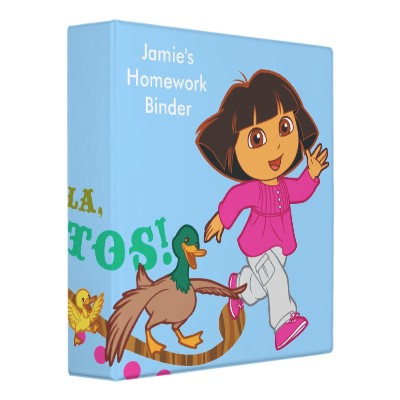 Jamie's
Homework
Binder
LA,
TOS!